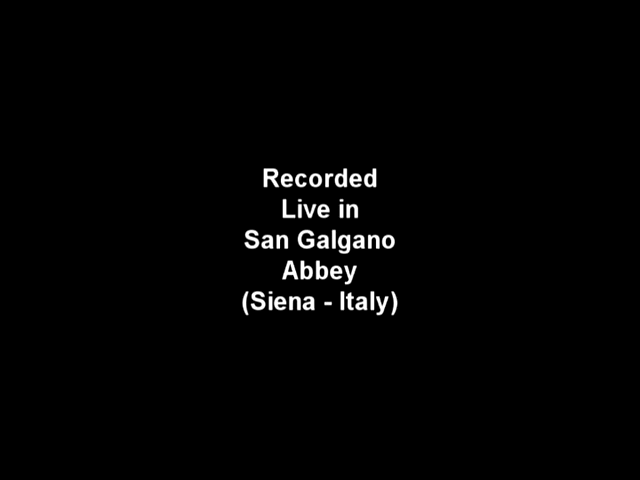 Recorded
Live in
San Galgano
Abbey
(Siena - Italy)